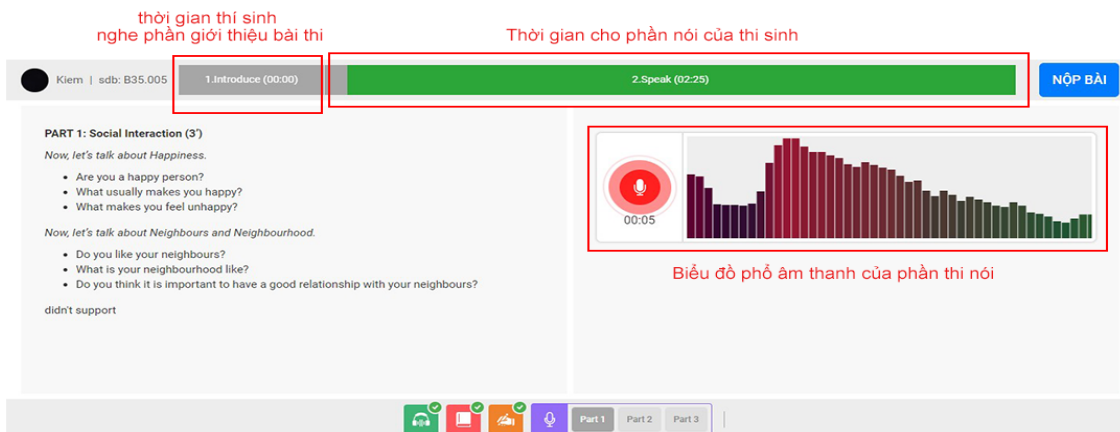 thời gian thí sinh
nghe phần giới thiệu bài thi
Thời gian cho phần nói của thi sinh
Kiem | sdb: B35.005
1.Introduce (00:00)
2.Speak (02:25)
NỘP BÀI
PART 1: Social Interaction (3')
Now, let's talk about Happiness.
• Are you a happy person?
• What usually makes you happy?
• What makes you feel unhappy?
Now, let's talk about Neighbours and Neighbourhood.
• Do you like your neighbours?
• What is your neighbourhood like?
• Do you think it is important to have a good relationship with your neighbours?
didn't support
00:05
Biểu đồ phổ âm thanh của phần thi nói
Part 1
Part 2
Part 3